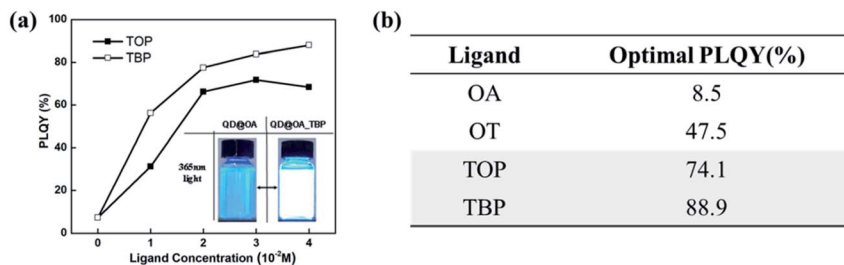 (a)
100
80
60
40
20
0
PLQY (%)
TOP
TBP
QD@OA QD@OA_TBP
365nm
light
0 1 2 3 4
Ligand Concentration (10⁻²M)
(b)
Ligand Optimal PLQY(%)
OA 8.5
OT 47.5
TOP 74.1
TBP 88.9